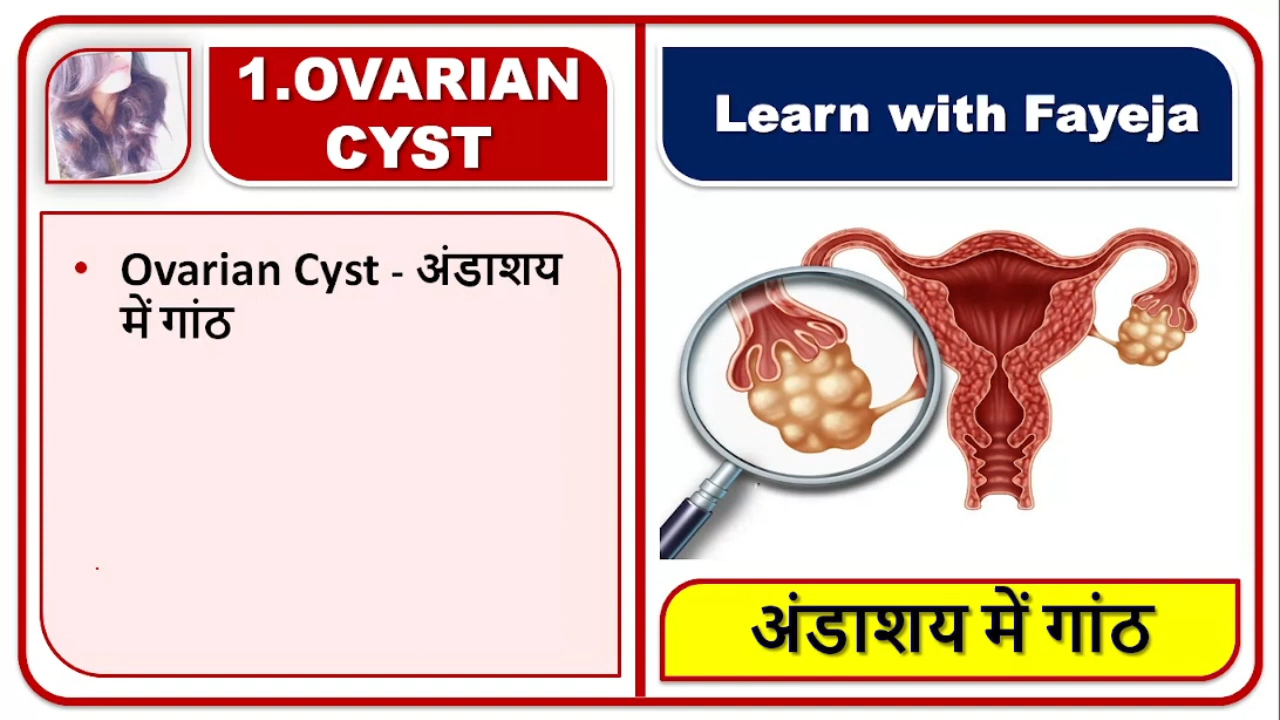 1.OVARIAN
CYST
Learn with Fayeja
• Ovarian Cyst - अंडाशय
में गांठ
अंडाशय में गांठ